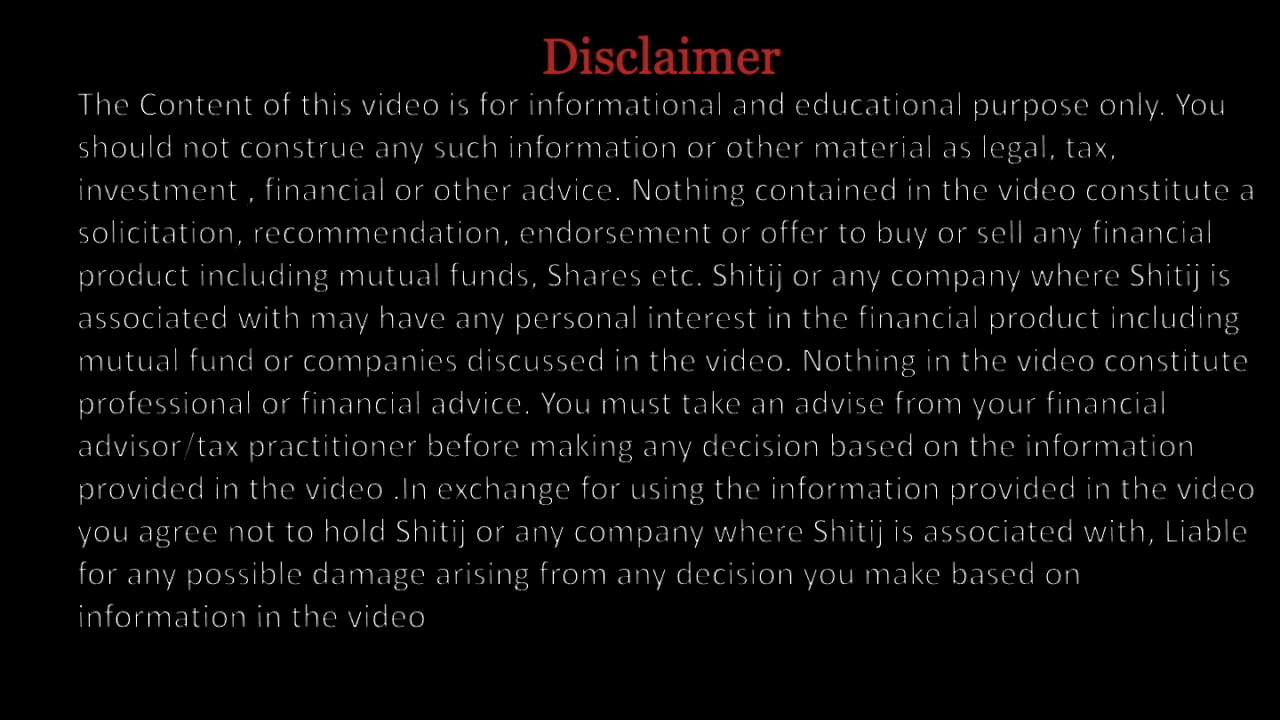 Disclaimer
The Content of this video is for informational and educational purpose only. You
should not construe any such information or other material as legal, tax,
investment , financial or other advice. Nothing contained in the video constitute a
solicitation, recommendation, endorsement or offer to buy or sell any financial
product including mutual funds, Shares etc. Shitij or any company where Shitij is
associated with may have any personal interest in the financial product including
mutual fund or companies discussed in the video. Nothing in the video constitute
professional or financial advice. You must take an advise from your financial
advisor/tax practitioner before making any decision based on the information
provided in the video .In exchange for using the information provided in the video
you agree not to hold Shitij or any company where Shitij is associated with, Liable
for any possible damage arising from any decision you make based on
information in the video